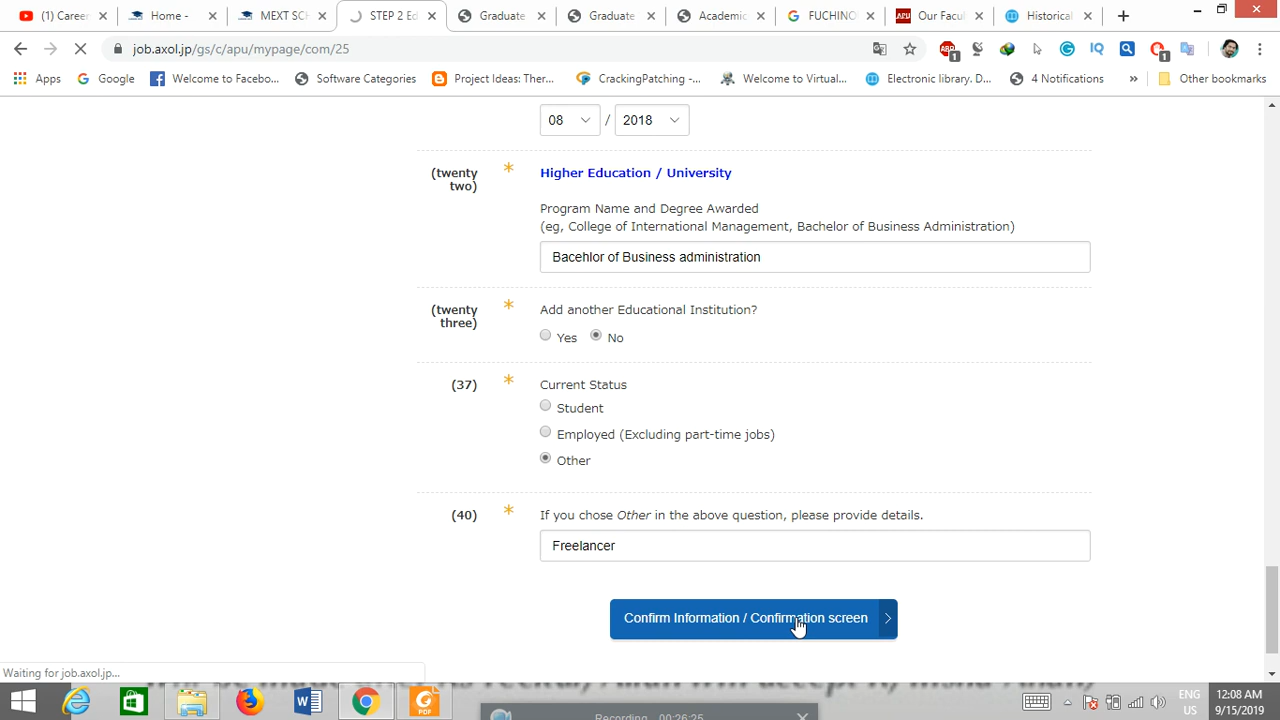 (1) Career
Home -
MEXT SCH
STEP 2 Ed
Graduate
Graduate
Academic
FUCHINO
APU
Our Facul
Historical
job.axol.jp/gs/c/apu/mypage/com/25
Apps
Google
Welcome to Facebo...
Software Categories
Project Ideas: Ther...
CrackingPatching -...
Welcome to Virtual...
Electronic library. D...
4 Notifications
Other bookmarks
08 / 2018
(twenty two)
* Higher Education / University
Program Name and Degree Awarded
(eg, College of International Management, Bachelor of Business Administration)
Bacehlor of Business administration
(twenty three)
* Add another Educational Institution?
Yes No
(37) * Current Status
Student
Employed (Excluding part-time jobs)
Other
(40) * If you chose Other in the above question, please provide details.
Freelancer
Confirm Information / Confirmation screen
Waiting for job.axol.jp...
ENG
US
12:08 AM
9/15/2019
Recording 00:26:25